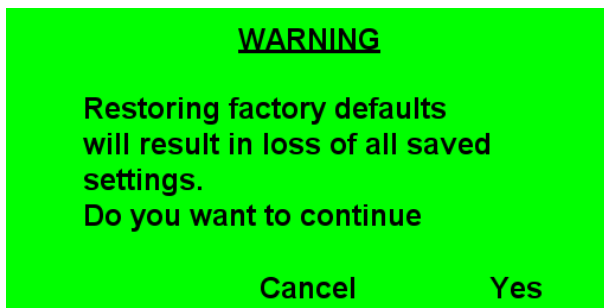 WARNING
Restoring factory defaults
will result in loss of all saved
settings.
Do you want to continue
Cancel Yes